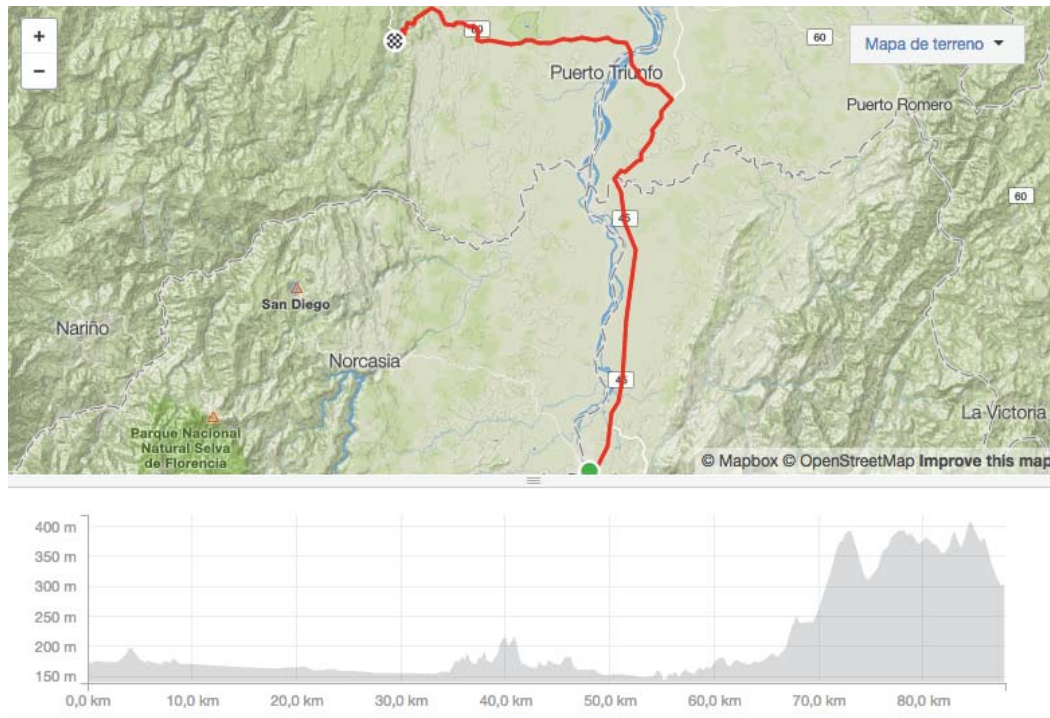 +
60
60
Mapa de terreno
−
Puerto Triunfo
Puerto Romero
60
45
San Diego
Nariño
Norcasia
45
La Victoria
Parque Nacional
Natural Selva
de Florencia
© Mapbox © OpenStreetMap Improve this map
400 m
350 m
300 m
250 m
200 m
150 m
0,0 km 10,0 km 20,0 km 30,0 km 40,0 km 50,0 km 60,0 km 70,0 km 80,0 km